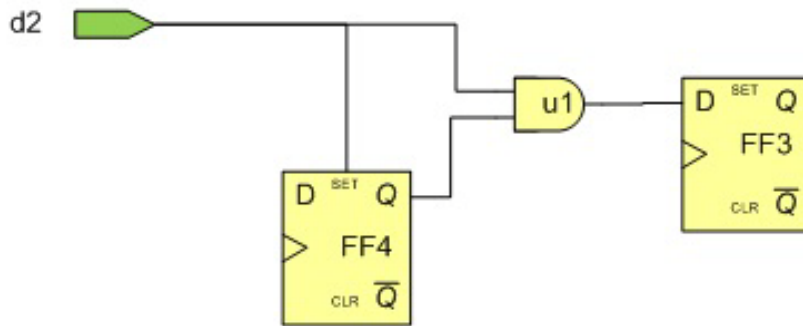 d2
u1
D SET Q
FF3
CLR Q̅
D SET Q
FF4
CLR Q̅